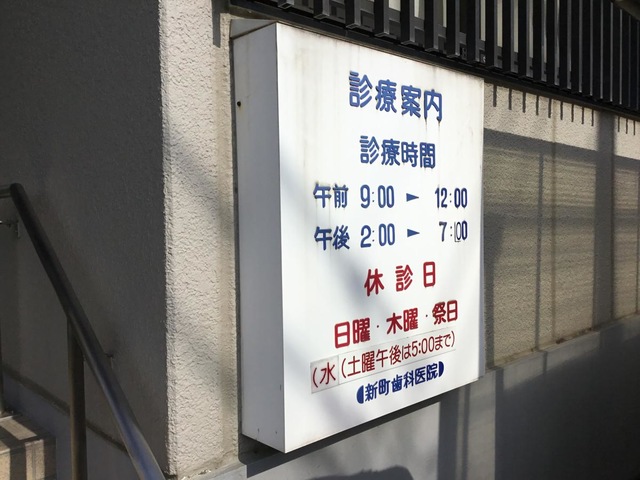 診療案内
診療時間
午前 9:00 ► 12:00
午後 2:00 ► 7:00
休診日
日曜・木曜・祭日
(水 (土曜午後は5:00まで)
新町歯科医院